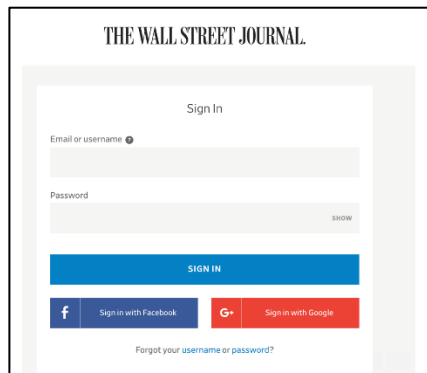 THE WALL STREET JOURNAL.
Sign In
Email or username ?
Password
SHOW
SIGN IN
f Sign in with Facebook G+ Sign in with Google
Forgot your username or password?